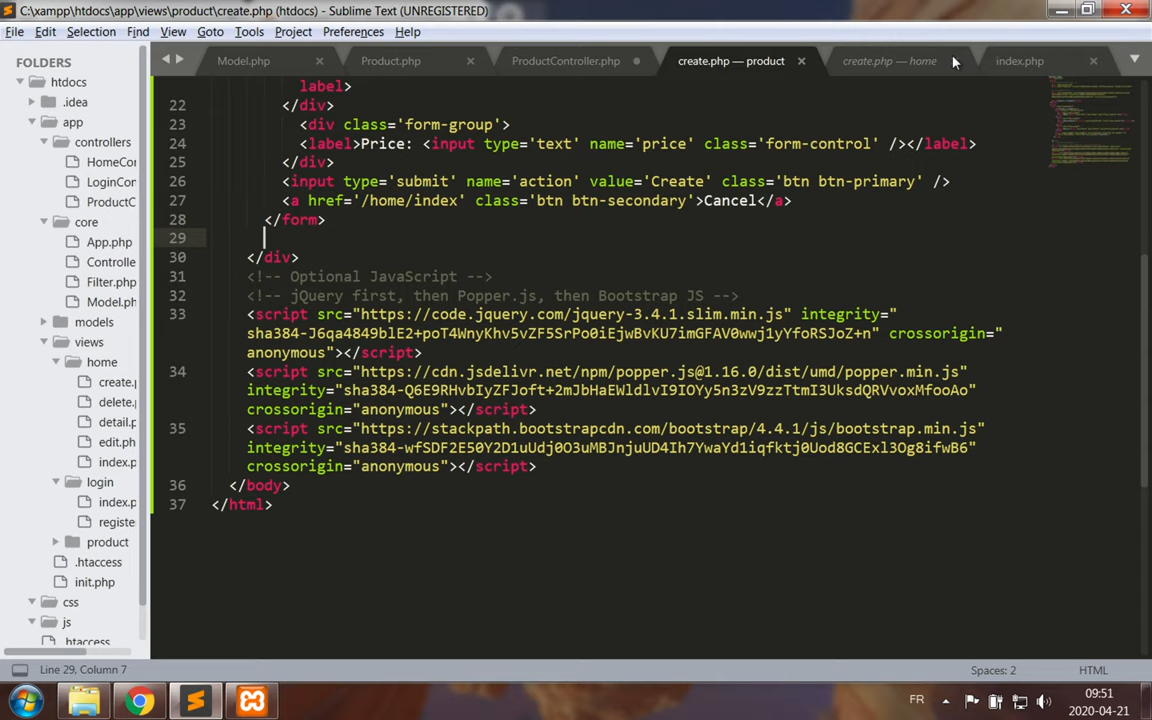 C:\xampp\htdocs\app\views\product\create.php (htdocs) - Sublime Text (UNREGISTERED)
File Edit Selection Find View Goto Tools Project Preferences Help
FOLDERS
htdocs
.idea
app
controllers
HomeCon
LoginCon
ProductC
core
App.php
Controlle
Filter.php
Model.ph
models
views
home
create.p
delete.
detail.p
edit.ph
index.p
login
index.p
registe
product
.htaccess
init.php
css
js
.htaccess
Model.php
Product.php
ProductController.php
create.php — product
create.php — home
index.php
label>
22 </div>
23 <div class='form-group'>
24 <label>Price: <input type='text' name='price' class='form-control' /></label>
25 </div>
26 <input type='submit' name='action' value='Create' class='btn btn-primary' />
27 <a href='/home/index' class='btn btn-secondary'>Cancel</a>
28 </form>
29
30 </div>
31 <!-- Optional JavaScript -->
32 <!-- jQuery first, then Popper.js, then Bootstrap JS -->
33 <script src="https://code.jquery.com/jquery-3.4.1.slim.min.js" integrity="
sha384-J6qa4849blE2+poT4WnyKhv5vZF5SrPo0iEjwBvKU7imGFAV0wwj1yYfoRSJoZ+n" crossorigin="
anonymous"></script>
34 <script src="https://cdn.jsdelivr.net/npm/popper.js@1.16.0/dist/umd/popper.min.js"
integrity="sha384-Q6E9RHvbIyZFJoft+2mJbHaEWldlvI9IOYy5n3zV9zzTtmI3UksdQRVvoxMfooAo"
crossorigin="anonymous"></script>
35 <script src="https://stackpath.bootstrapcdn.com/bootstrap/4.4.1/js/bootstrap.min.js"
integrity="sha384-wfSDF2E50Y2D1uUdj0O3uMBJnjuUD4Ih7YwaYd1iqfktj0Uod8GCExl3Og8ifwB6"
crossorigin="anonymous"></script>
36 </body>
37 </html>
Line 29, Column 7
Spaces: 2
HTML
FR
09:51
2020-04-21